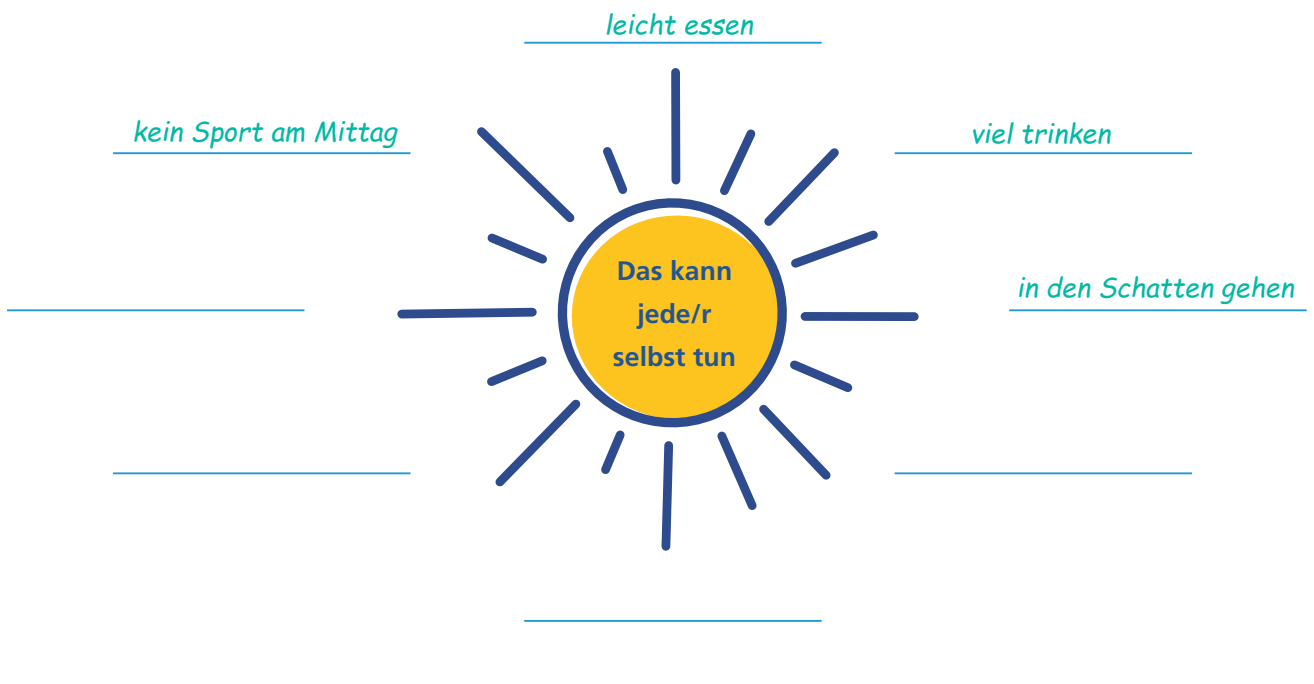 leicht essen
kein Sport am Mittag
viel trinken
in den Schatten gehen
Das kann
jede/r
selbst tun